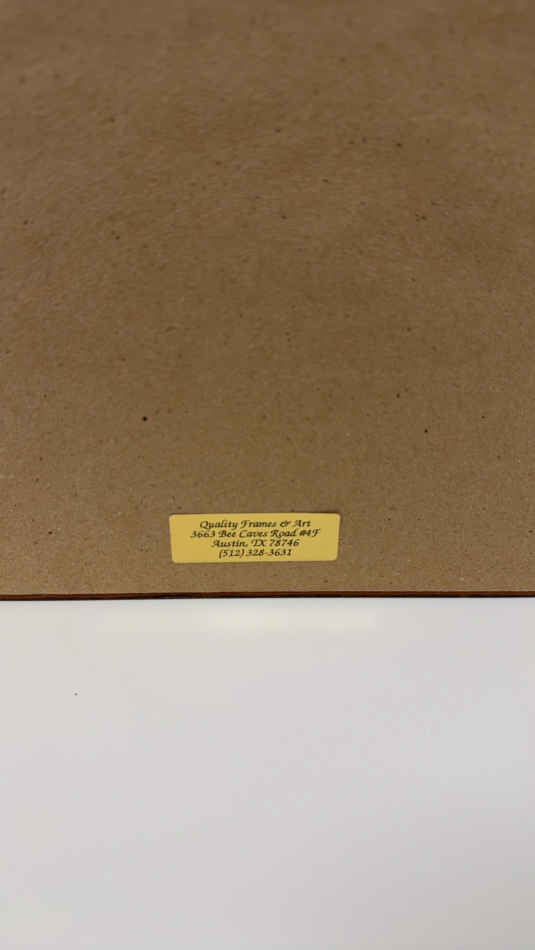 Quality Frames & Art
3663 Bee Caves Road #4F
Austin, TX 78746
(512) 328-3631